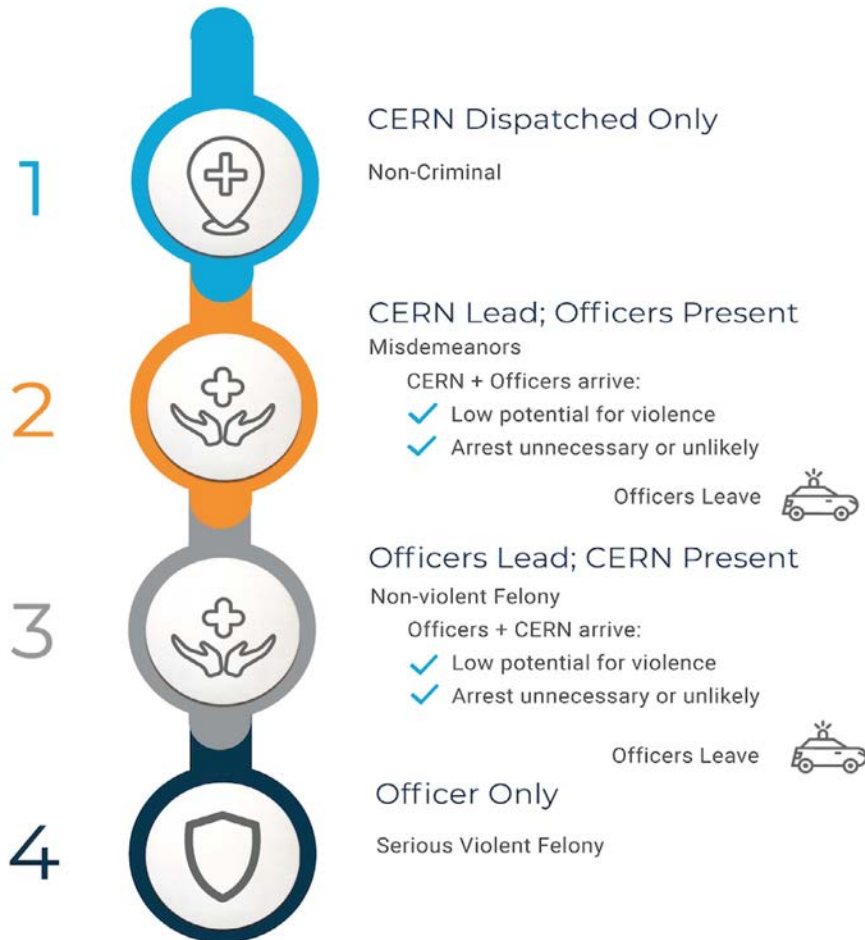 1
CERN Dispatched Only
Non-Criminal
2
CERN Lead; Officers Present
Misdemeanors
CERN + Officers arrive:
Low potential for violence
Arrest unnecessary or unlikely
Officers Leave
3
Officers Lead; CERN Present
Non-violent Felony
Officers + CERN arrive:
Low potential for violence
Arrest unnecessary or unlikely
Officers Leave
4
Officer Only
Serious Violent Felony